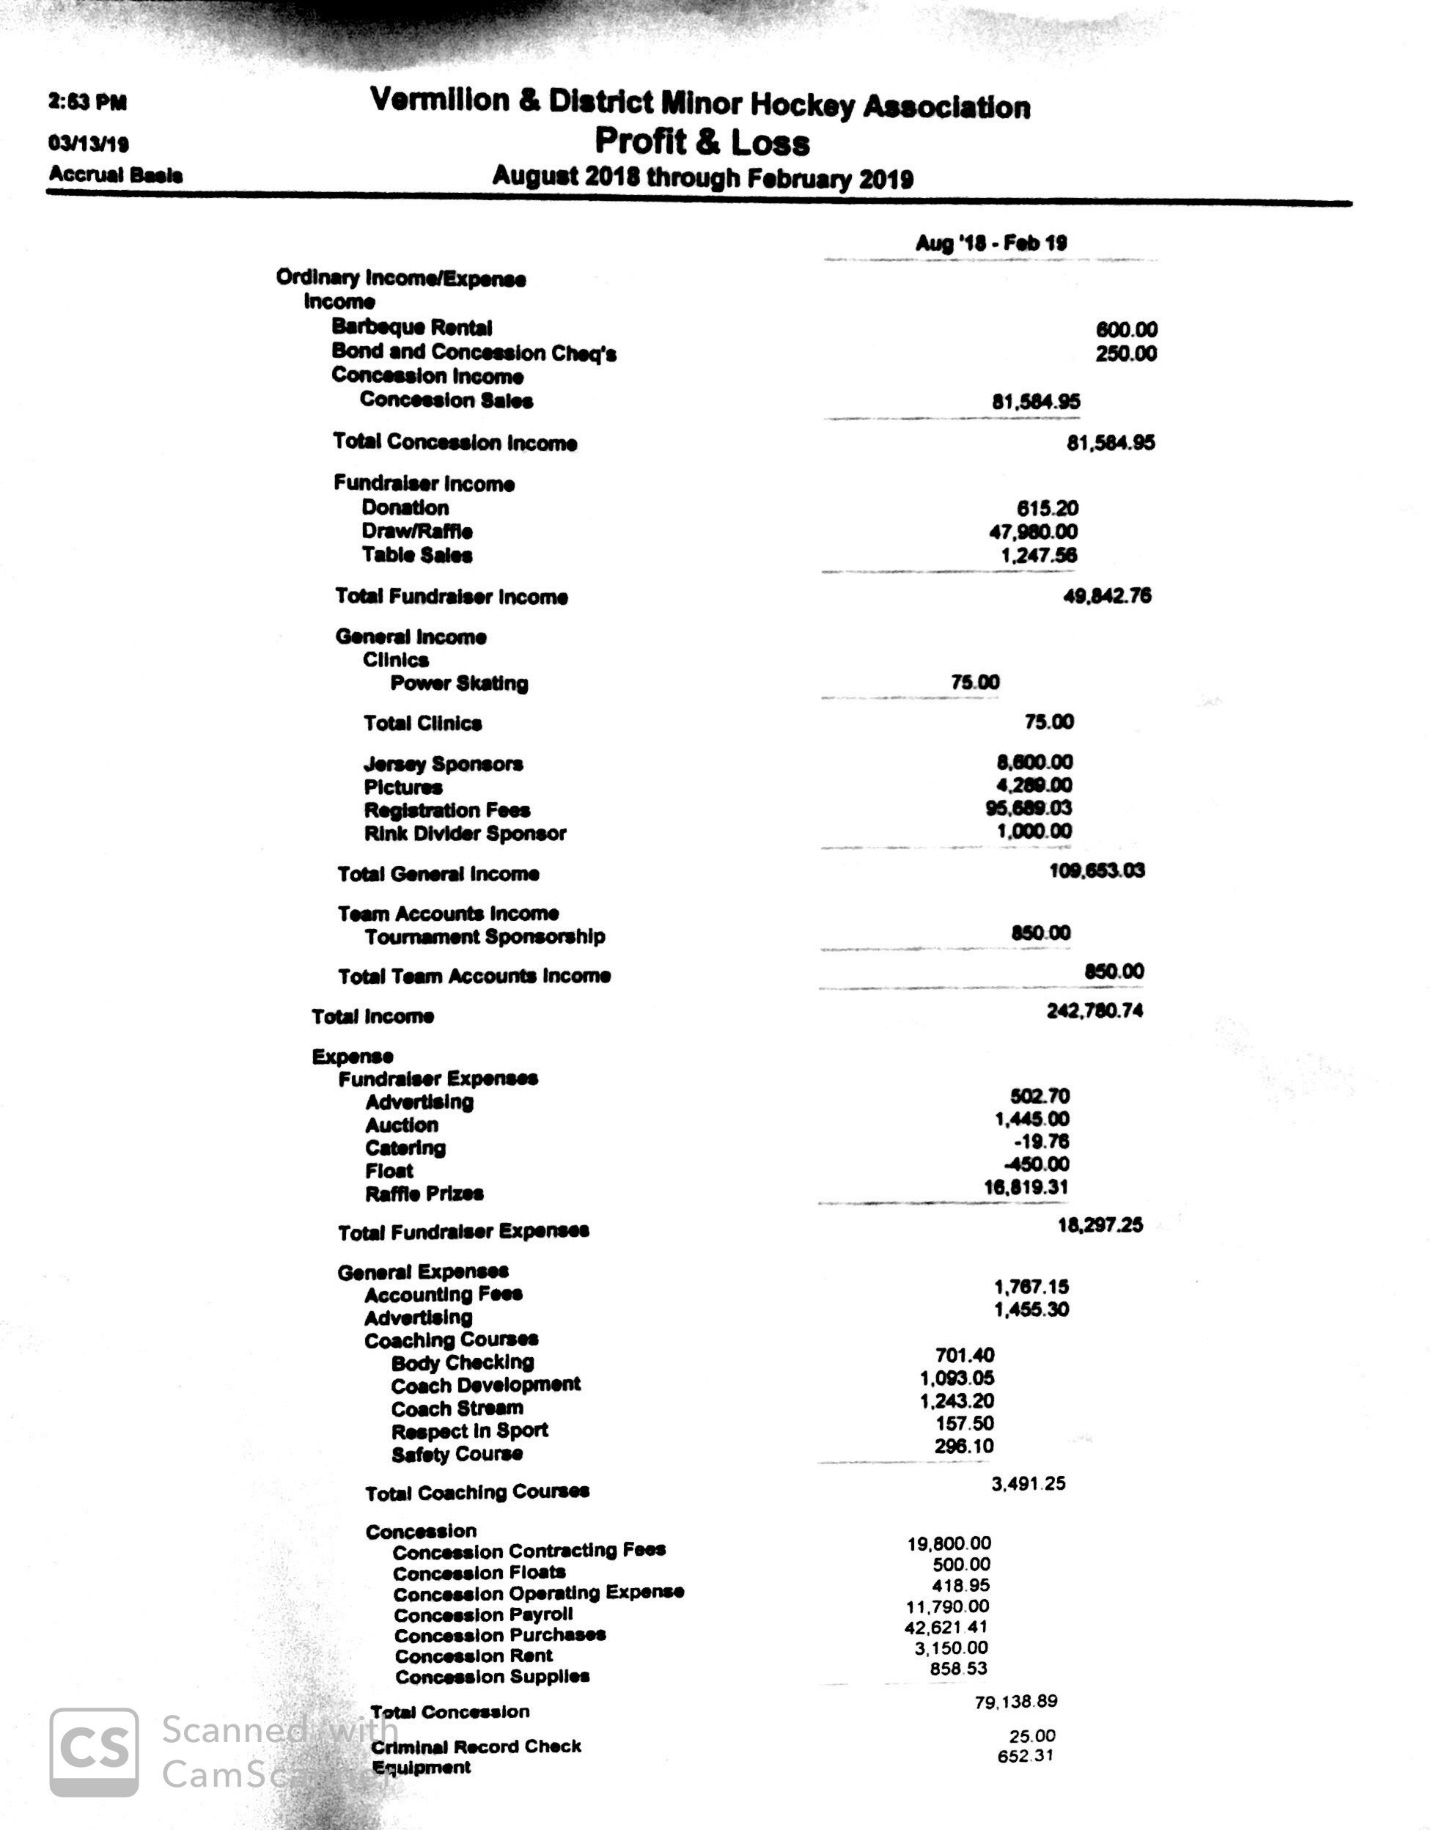 2:53 PM
03/13/19
Accrual Basis
Vermilion & District Minor Hockey Association
Profit & Loss
August 2018 through February 2019
Aug '18 - Feb 19
Ordinary Income/Expense
Income
Barbeque Rental 600.00
Bond and Concession Cheq's 250.00
Concession Income
Concession Sales 81,584.95
Total Concession Income 81,584.95
Fundraiser Income
Donation 615.20
Draw/Raffle 47,980.00
Table Sales 1,247.56
Total Fundraiser Income 49,842.76
General Income
Clinics
Power Skating 75.00
Total Clinics 75.00
Jersey Sponsors 8,600.00
Pictures 4,289.00
Registration Fees 95,689.03
Rink Divider Sponsor 1,000.00
Total General Income 109,653.03
Team Accounts Income
Tournament Sponsorship 850.00
Total Team Accounts Income 850.00
Total Income 242,780.74
Expense
Fundraiser Expenses
Advertising 502.70
Auction 1,445.00
Catering -19.76
Float -450.00
Raffle Prizes 16,819.31
Total Fundraiser Expenses 18,297.25
General Expenses
Accounting Fees 1,767.15
Advertising 1,455.30
Coaching Courses
Body Checking 701.40
Coach Development 1,093.05
Coach Stream 1,243.20
Respect In Sport 157.50
Safety Course 296.10
Total Coaching Courses 3,491.25
Concession
Concession Contracting Fees 19,800.00
Concession Floats 500.00
Concession Operating Expense 418.95
Concession Payroll 11,790.00
Concession Purchases 42,621.41
Concession Rent 3,150.00
Concession Supplies 858.53
Total Concession 79,138.89
Criminal Record Check 25.00
Equipment 652.31
CS Scanned with
CamScanner